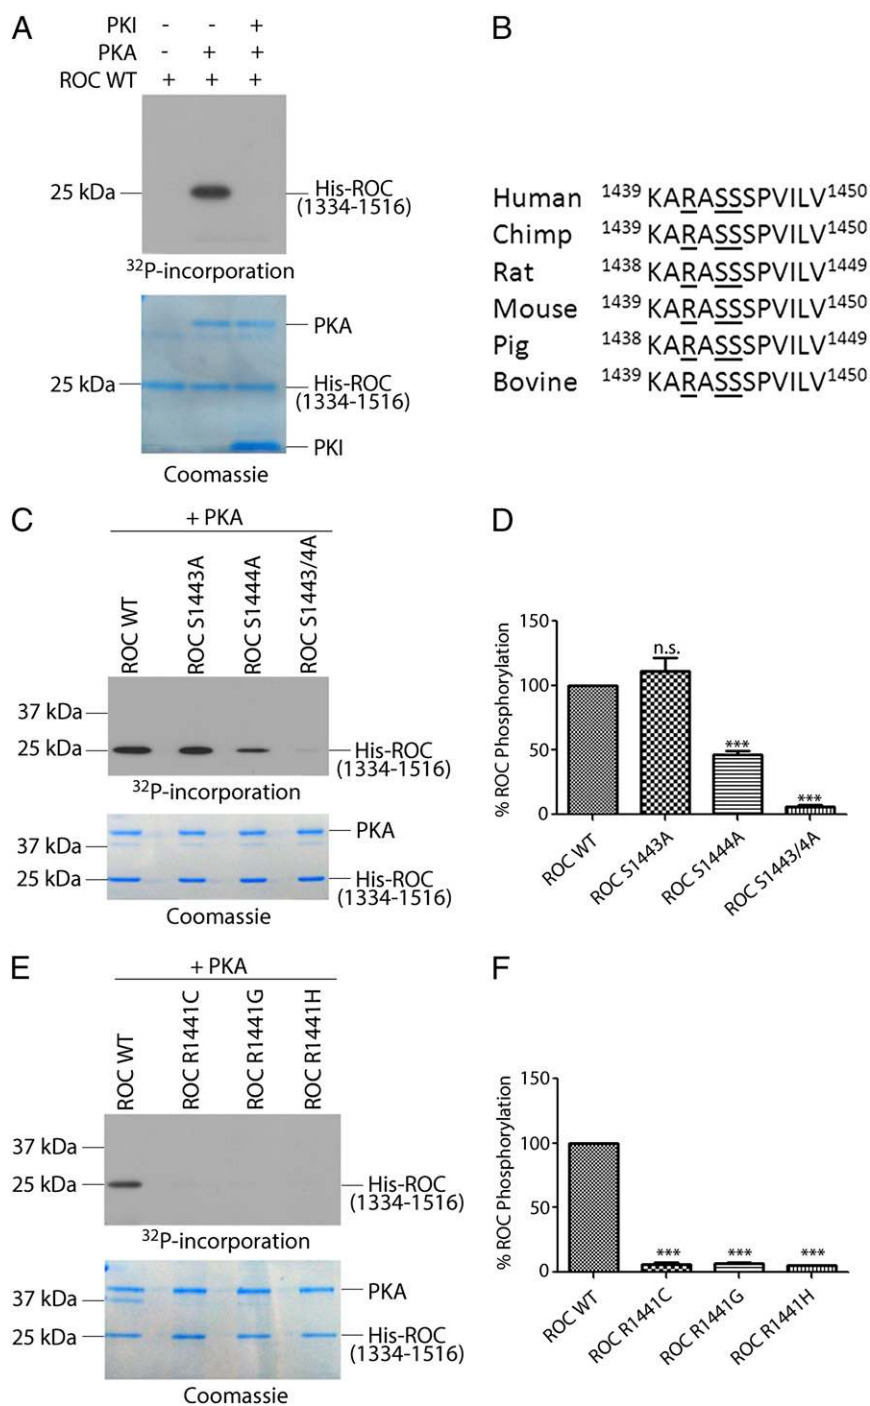 A
PKI - - +
PKA - + +
ROC WT + + +
25 kDa
His-ROC
(1334-1516)
³²P-incorporation
PKA
25 kDa
His-ROC
(1334-1516)
PKI
Coomassie
B
Human ¹⁴³⁹ KARASSSPVILV¹⁴⁵⁰
Chimp ¹⁴³⁹ KARASSSPVILV¹⁴⁵⁰
Rat ¹⁴³⁸ KARASSSPVILV¹⁴⁴⁹
Mouse ¹⁴³⁹ KARASSSPVILV¹⁴⁵⁰
Pig ¹⁴³⁸ KARASSSPVILV¹⁴⁴⁹
Bovine ¹⁴³⁹ KARASSSPVILV¹⁴⁵⁰
C
+ PKA
ROC WT
ROC S1443A
ROC S1444A
ROC S1443/4A
37 kDa
25 kDa
His-ROC
(1334-1516)
³²P-incorporation
PKA
37 kDa
25 kDa
His-ROC
(1334-1516)
Coomassie
D
% ROC Phosphorylation
150
100
50
0
n.s.
***
***
ROC WT
ROC S1443A
ROC S1444A
ROC S1443/4A
E
+ PKA
ROC WT
ROC R1441C
ROC R1441G
ROC R1441H
37 kDa
25 kDa
His-ROC
(1334-1516)
³²P-incorporation
PKA
37 kDa
25 kDa
His-ROC
(1334-1516)
Coomassie
F
% ROC Phosphorylation
150
100
50
0
*** *** ***
ROC WT
ROC R1441C
ROC R1441G
ROC R1441H